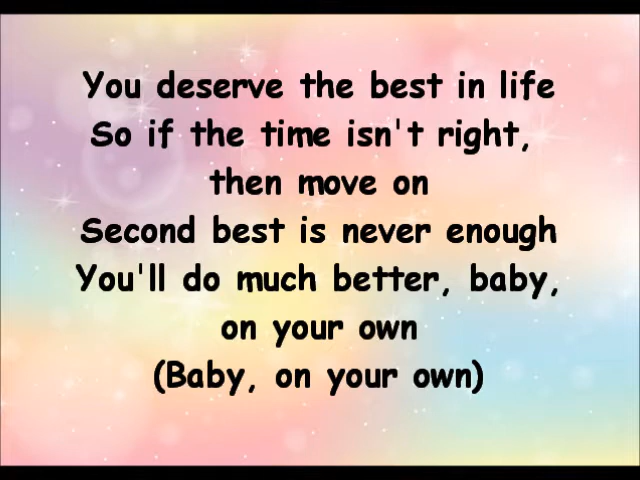 You deserve the best in life
So if the time isn't right,
then move on
Second best is never enough
You'll do much better, baby,
on your own
(Baby, on your own)